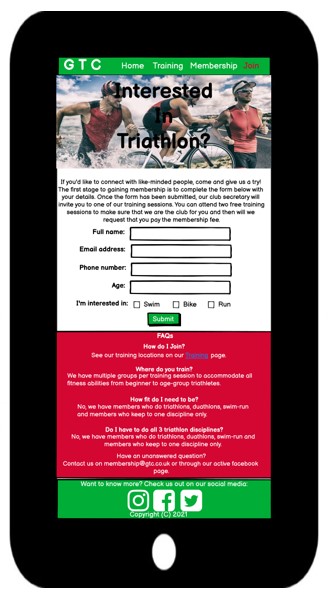 GTC Home Training Membership Join
Interested
In
Triathlon?
If you'd like to connect with like-minded people, come and give us a try!
The first stage to gaining membership is to complete the form below with
your details. Once the form has been submitted, our club secretary will
invite you to one of our training sessions. You can attend two free training
sessions to make sure that we are the club for you and then will we
request that you pay the membership fee.
Full name:
Email address:
Phone number:
Age:
I'm interested in: Swim Bike Run
Submit
FAQs
How do I Join?
See our training locations on our Training page.
Where do you train?
We have multiple groups per training session to accommodate all
fitness abilities from beginner to age-group triathletes.
How fit do I need to be?
No, we have members who do triathlons, duathlons, swim-run
and members who keep to one discipline only.
Do I have to do all 3 triathlon disciplines?
No, we have members who do triathlons, duathlons, swim-run and
members who keep to one discipline only.
Have an unanswered question?
Contact us on membership@gtc.co.uk or through our active facebook
page.
Want to know more? Check us out on our social media:
Copyright (C) 2021